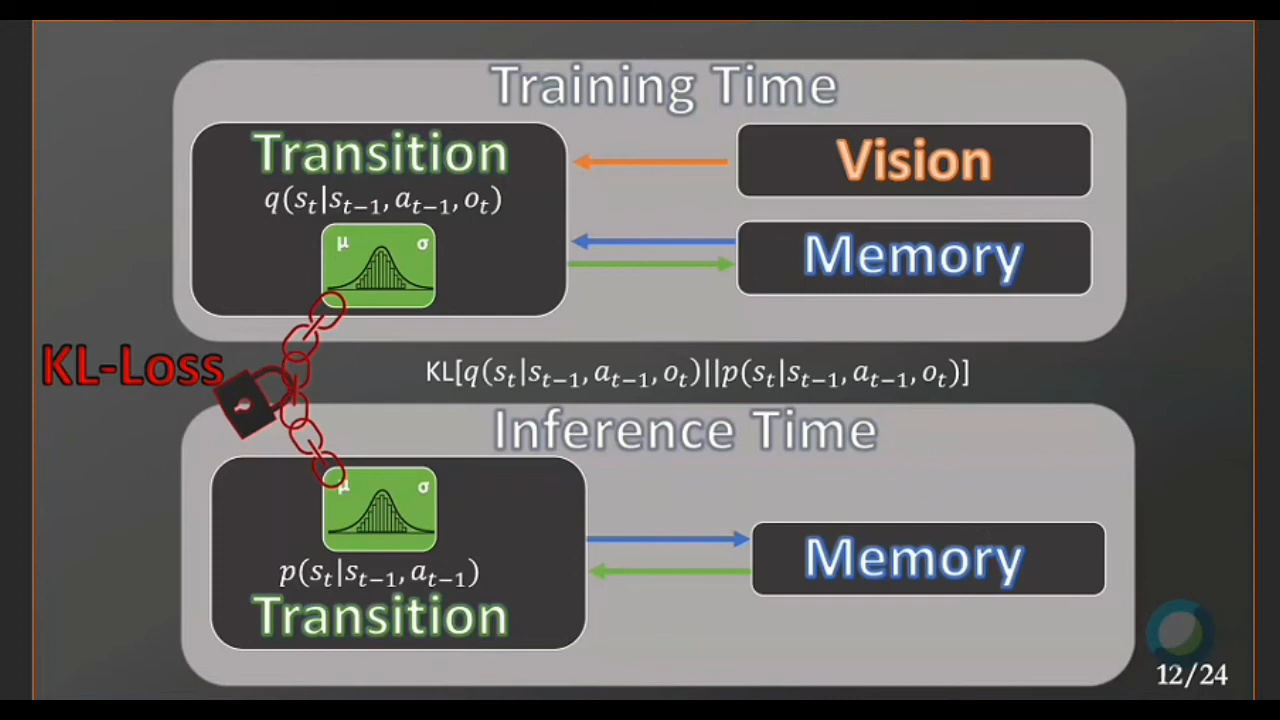 Training Time
Transition
q(s_t|s_{t−1}, a_{t−1}, o_t)
μ σ
Vision
Memory
KL-Loss
KL[q(s_t|s_{t−1}, a_{t−1}, o_t)||p(s_t|s_{t−1}, a_{t−1}, o_t)]
Inference Time
μ σ
p(s_t|s_{t−1}, a_{t−1})
Transition
Memory
12/24